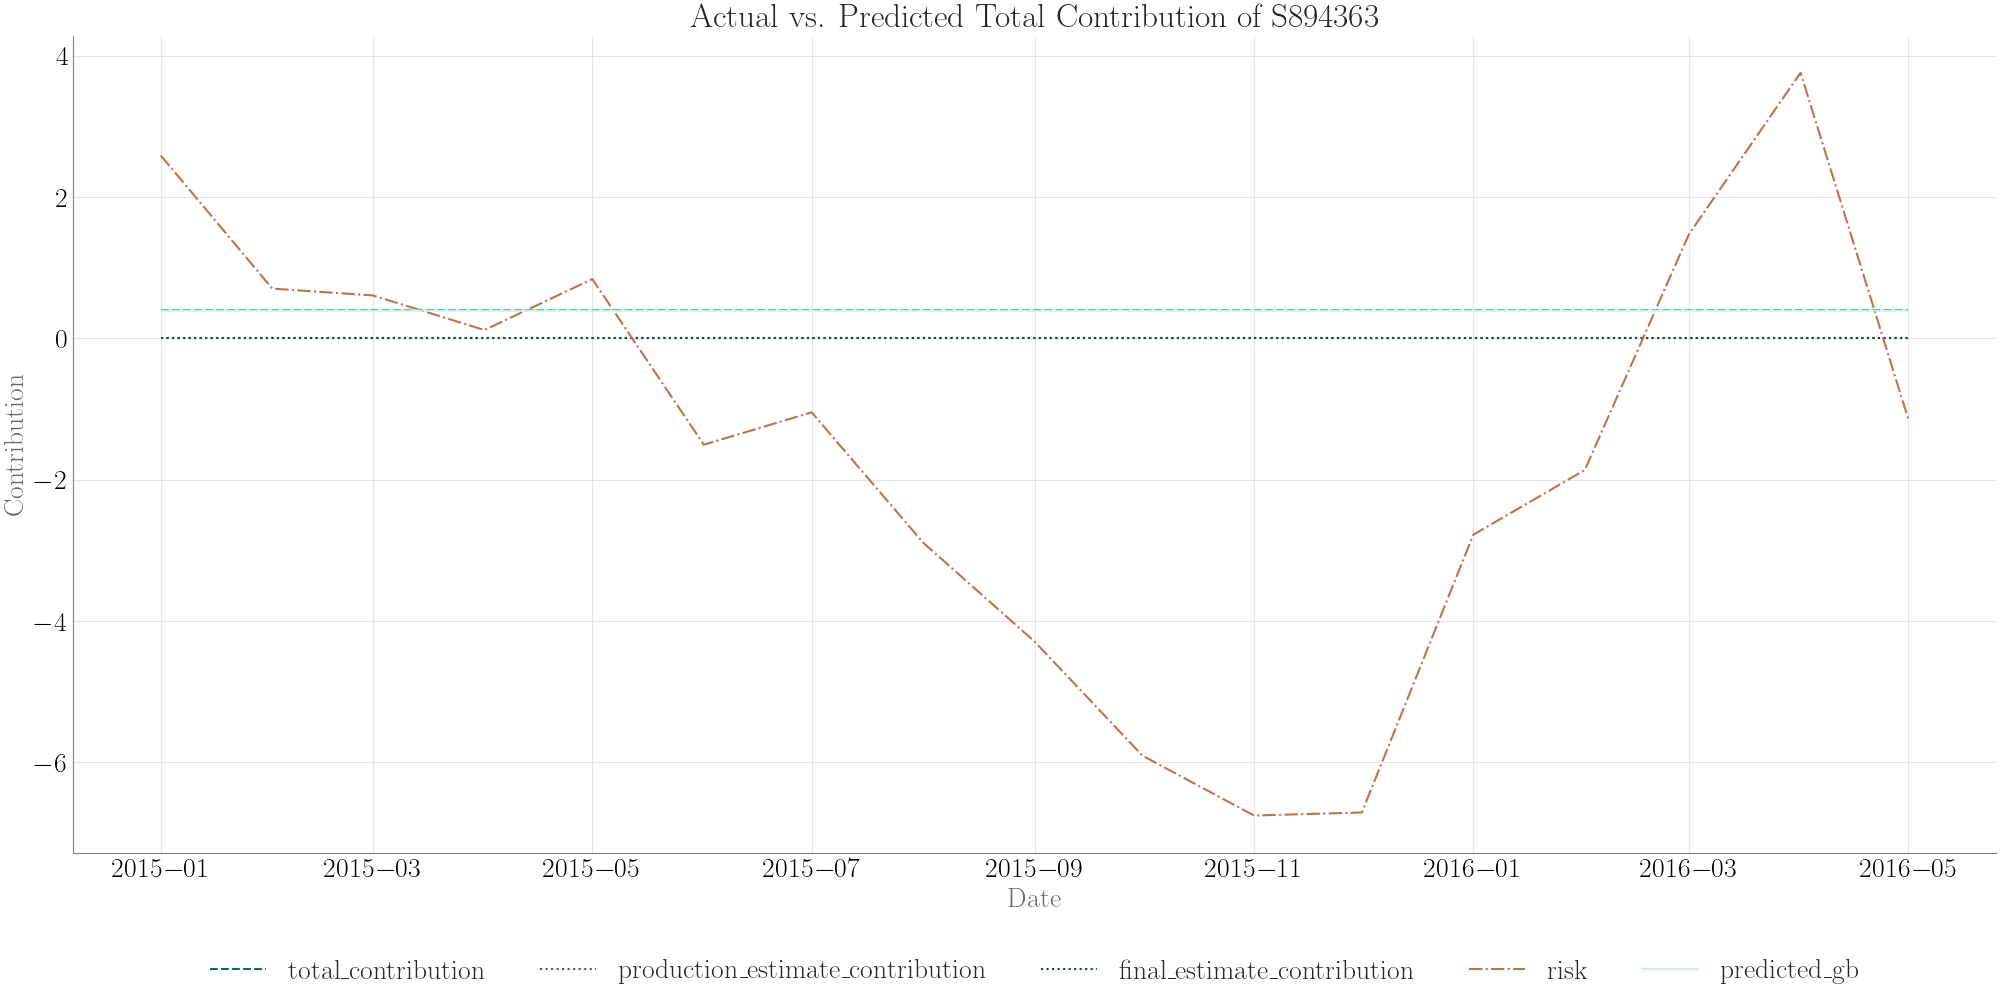 Actual vs. Predicted Total Contribution of S894363
4
2
0
−2
−4
−6
Contribution
2015−01 2015−03 2015−05 2015−07 2015−09 2015−11 2016−01 2016−03 2016−05
Date
total_contribution production_estimate_contribution final_estimate_contribution risk predicted_gb